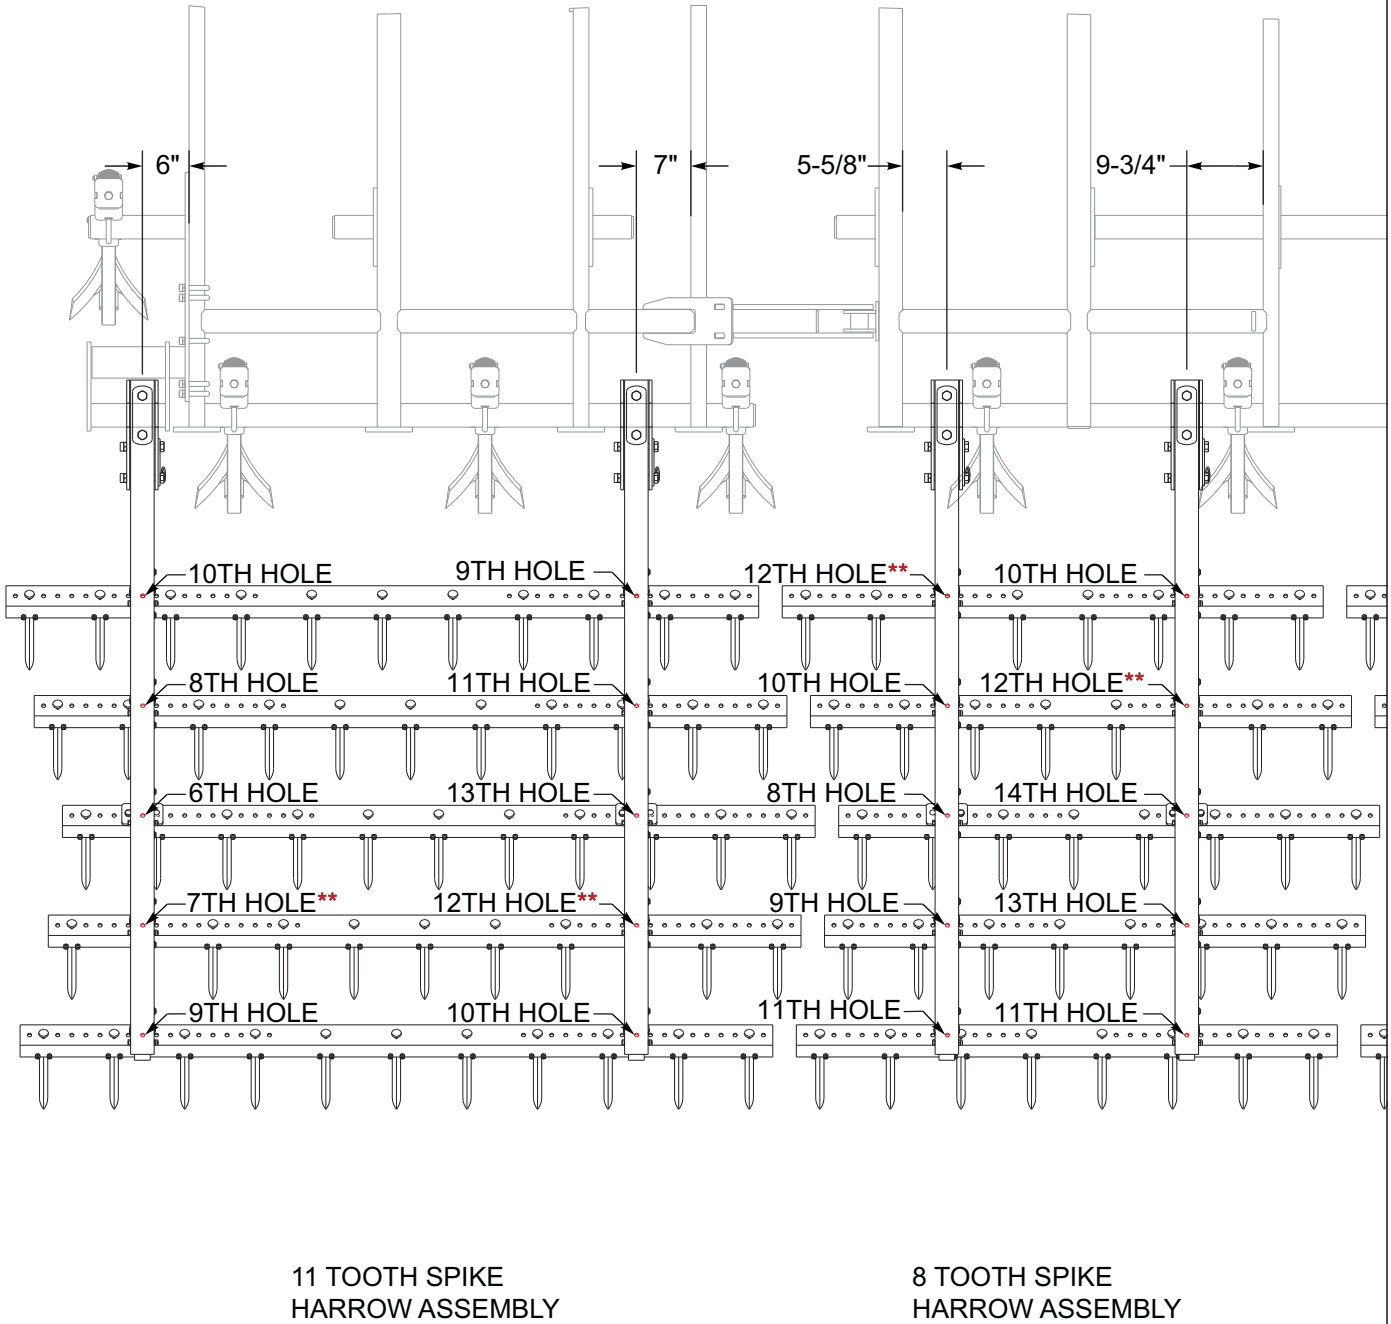 6"
7"
5-5/8"
9-3/4"
10TH HOLE
9TH HOLE
12TH HOLE**
10TH HOLE
8TH HOLE
11TH HOLE
10TH HOLE
12TH HOLE**
6TH HOLE
13TH HOLE
8TH HOLE
14TH HOLE
7TH HOLE**
12TH HOLE**
9TH HOLE
13TH HOLE
9TH HOLE
10TH HOLE
11TH HOLE
11TH HOLE
11 TOOTH SPIKE
HARROW ASSEMBLY
8 TOOTH SPIKE
HARROW ASSEMBLY